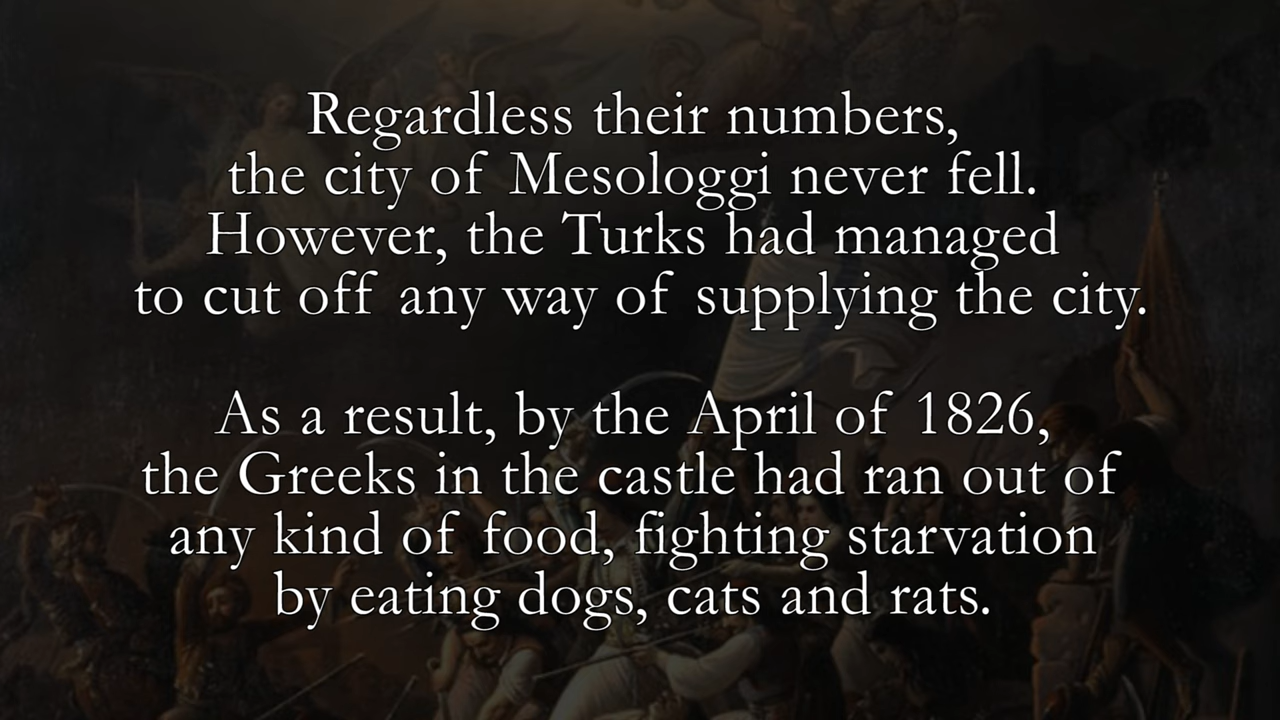 Regardless their numbers,
the city of Mesologgi never fell.
However, the Turks had managed
to cut off any way of supplying the city.
As a result, by the April of 1826,
the Greeks in the castle had ran out of
any kind of food, fighting starvation
by eating dogs, cats and rats.